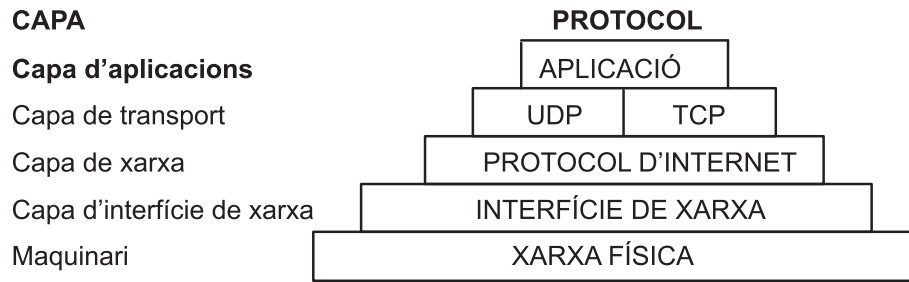 CAPA PROTOCOL
Capa d’aplicacions APLICACIÓ
Capa de transport UDP TCP
Capa de xarxa PROTOCOL D’INTERNET
Capa d’interfície de xarxa INTERFÍCIE DE XARXA
Maquinari XARXA FÍSICA